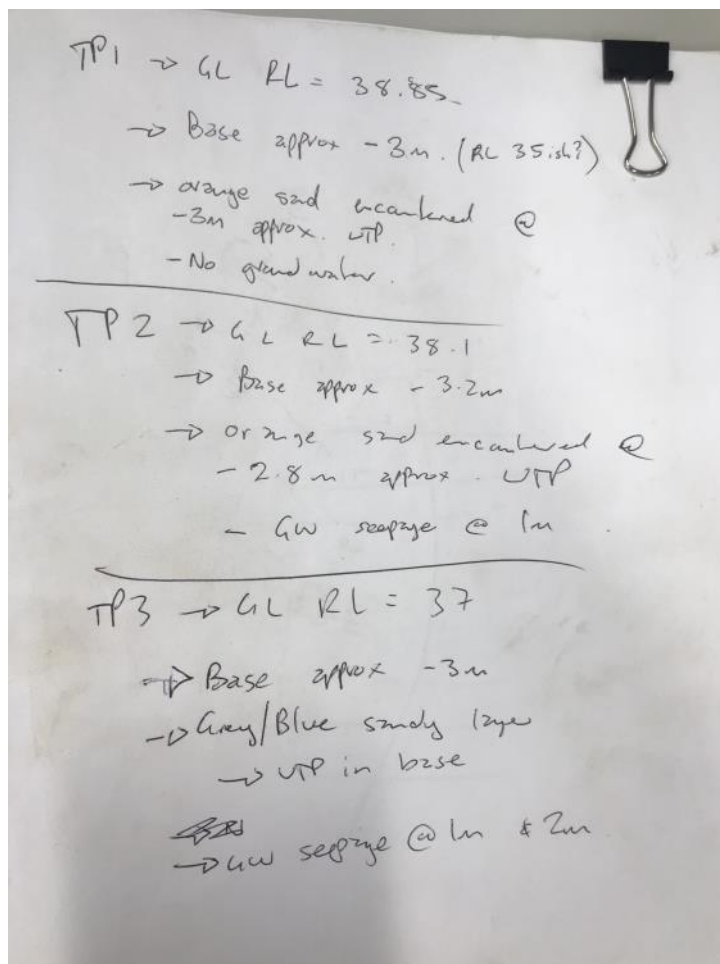 TP1 → GL RL = 38.85
→ Base approx -3m. (RL 35ish?)
→ orange sand encountered @
-3m approx. UTP.
- No groundwater.
TP2 → GL RL = 38.1
→ Base approx -3.2m
→ orange sand encountered @
-2.8m approx. UTP
- GW seepage @ 1m
TP3 → GL RL = 37
→ Base approx -3m
→ Grey/Blue sandy layer
→ UTP in base
→ GW seepage @ 1m & 2m